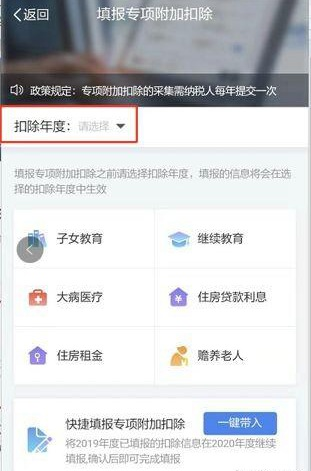 返回 填报专项附加扣除
政策规定：专项附加扣除的采集需纳税人每年提交一次
扣除年度： 请选择
填报专项附加扣除之前请选择扣除年度，填报的信息将会在选
择的扣除年度中生效
子女教育 继续教育
大病医疗 住房贷款利息
住房租金 赡养老人
快捷填报专项附加扣除 一键带入
将2019年度已填报的扣除信息在2020年度继续
填报,确认后即可完成填报